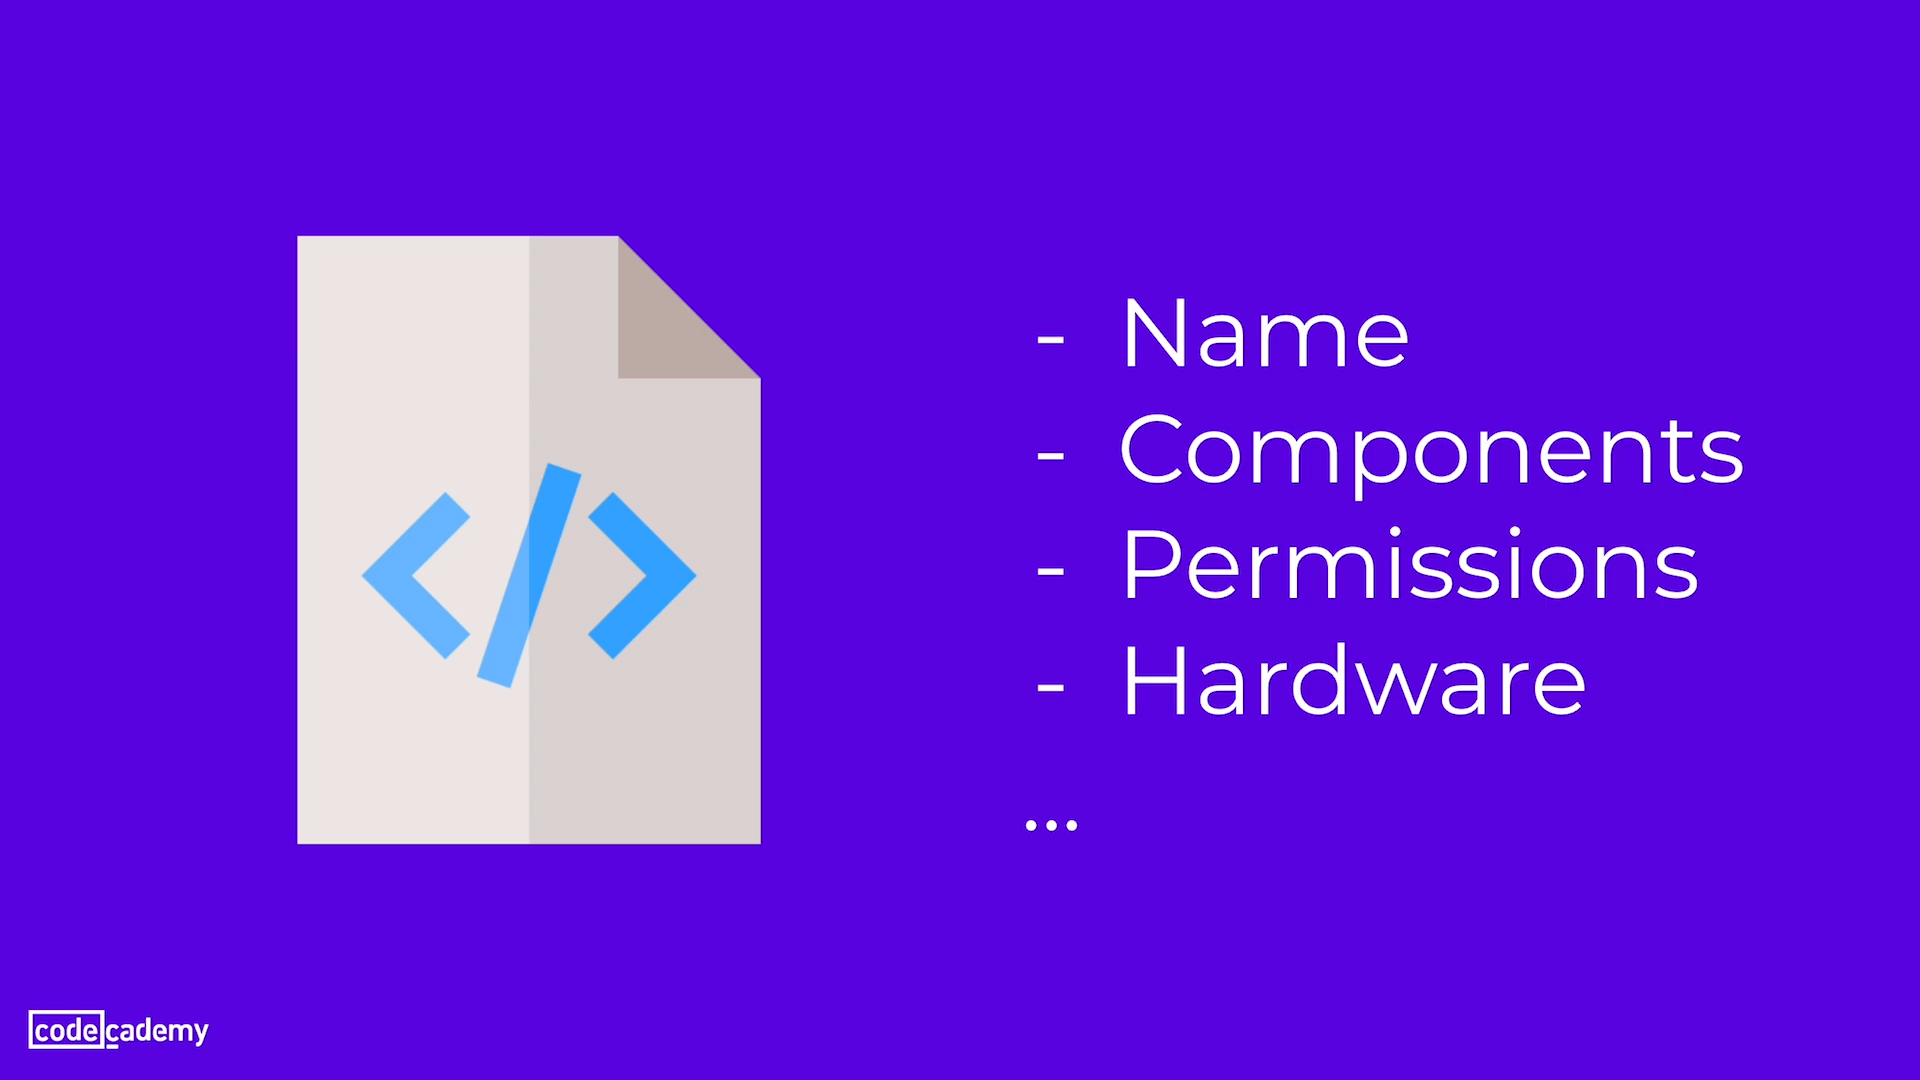 - Name
- Components
- Permissions
- Hardware
...
codecademy